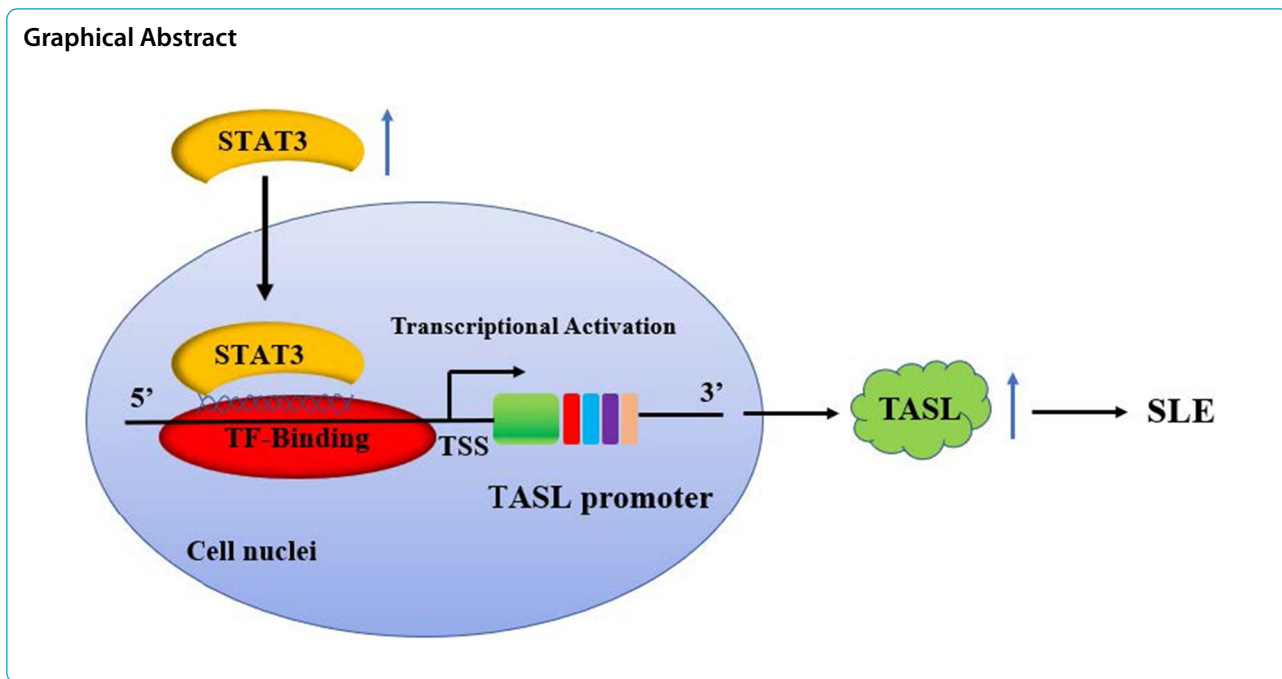 Graphical Abstract
STAT3
Transcriptional Activation
STAT3
5’
3’
TF-Binding
TSS
TASL
SLE
TASL promoter
Cell nuclei